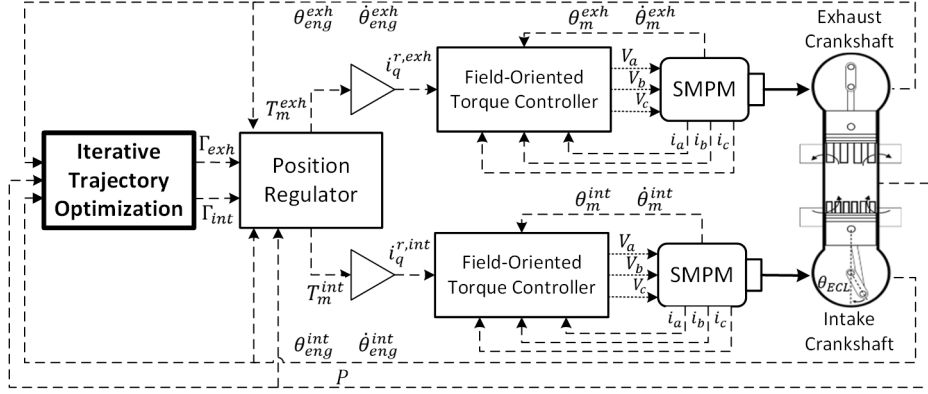 θ_eng^exh θ̇_eng^exh
θ_m^exh θ̇_m^exh
Exhaust
Crankshaft
i_q^{r,exh}
Field-Oriented
Torque Controller
V_a
V_b
V_c
SMPM
T_m^exh
i_a i_b i_c
Iterative
Trajectory
Optimization
Γ_exh
Γ_int
Position
Regulator
θ_m^int θ̇_m^int
i_q^{r,int}
Field-Oriented
Torque Controller
V_a
V_b
V_c
SMPM
θ_ECL
T_m^int
i_a i_b i_c
Intake
Crankshaft
θ_eng^int θ̇_eng^int
P